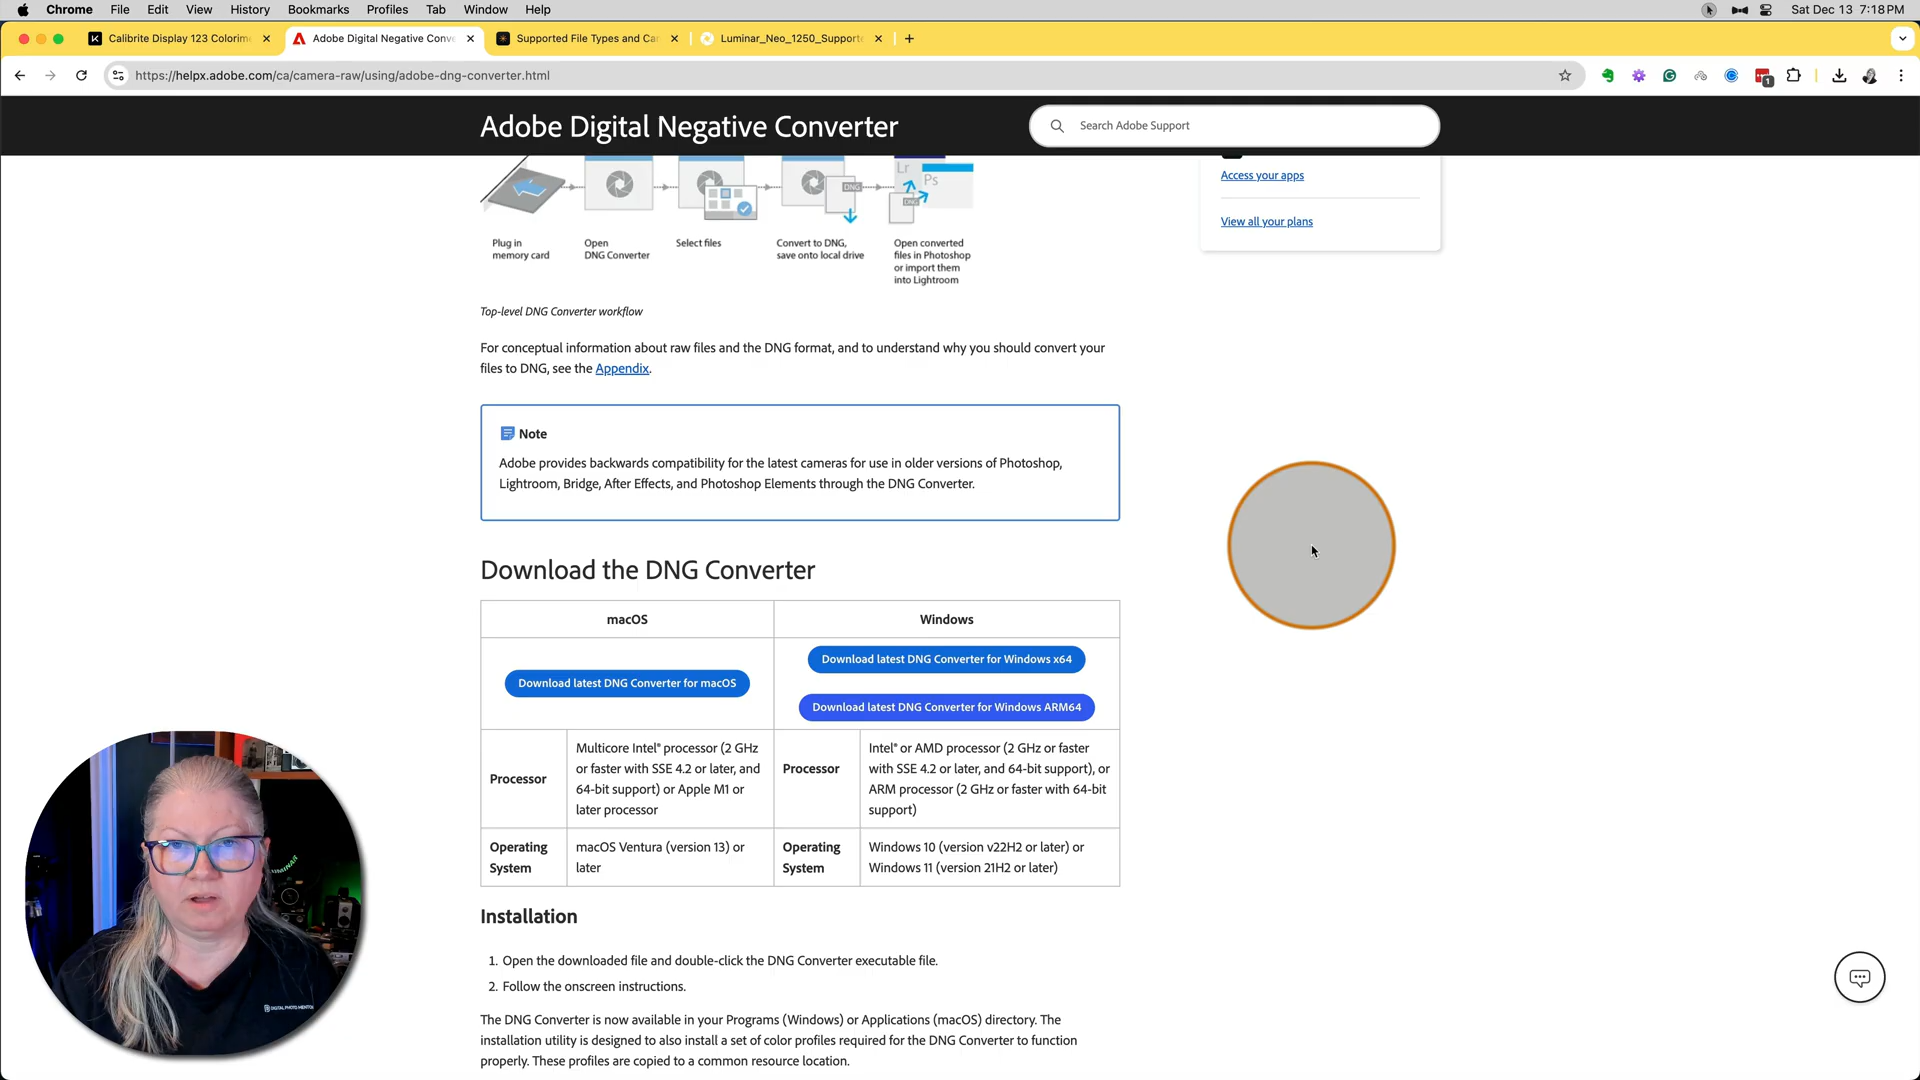 Chrome File Edit View History Bookmarks Profiles Tab Window Help Sat Dec 13 7:18 PM
Calibrite Display 123 Colorim Adobe Digital Negative Conv Supported File Types and Ca Luminar_Neo_1250_Support
https://helpx.adobe.com/ca/camera-raw/using/adobe-dng-converter.html
1
Adobe Digital Negative Converter
Search Adobe Support
Lr
Ps
DNG
DNG
Plug in
memory card
Open
DNG Converter
Select files
Convert to DNG,
save onto local drive
Open converted
files in Photoshop
or import them
into Lightroom
Access your apps
View all your plans
Top-level DNG Converter workflow
For conceptual information about raw files and the DNG format, and to understand why you should convert your
files to DNG, see the Appendix.
Note
Adobe provides backwards compatibility for the latest cameras for use in older versions of Photoshop,
Lightroom, Bridge, After Effects, and Photoshop Elements through the DNG Converter.
Download the DNG Converter
macOS
Windows
Download latest DNG Converter for macOS
Download latest DNG Converter for Windows x64
Download latest DNG Converter for Windows ARM64
Processor
Multicore Intel® processor (2 GHz
or faster with SSE 4.2 or later, and
64-bit support) or Apple M1 or
later processor
Processor
Intel® or AMD processor (2 GHz or faster
with SSE 4.2 or later, and 64-bit support), or
ARM processor (2 GHz or faster with 64-bit
support)
Operating
System
macOS Ventura (version 13) or
later
Operating
System
Windows 10 (version v22H2 or later) or
Windows 11 (version 21H2 or later)
Installation
1. Open the downloaded file and double-click the DNG Converter executable file.
2. Follow the onscreen instructions.
The DNG Converter is now available in your Programs (Windows) or Applications (macOS) directory. The
installation utility is designed to also install a set of color profiles required for the DNG Converter to function
properly. These profiles are copied to a common resource location.
DIGITAL PHOTO MENTOR